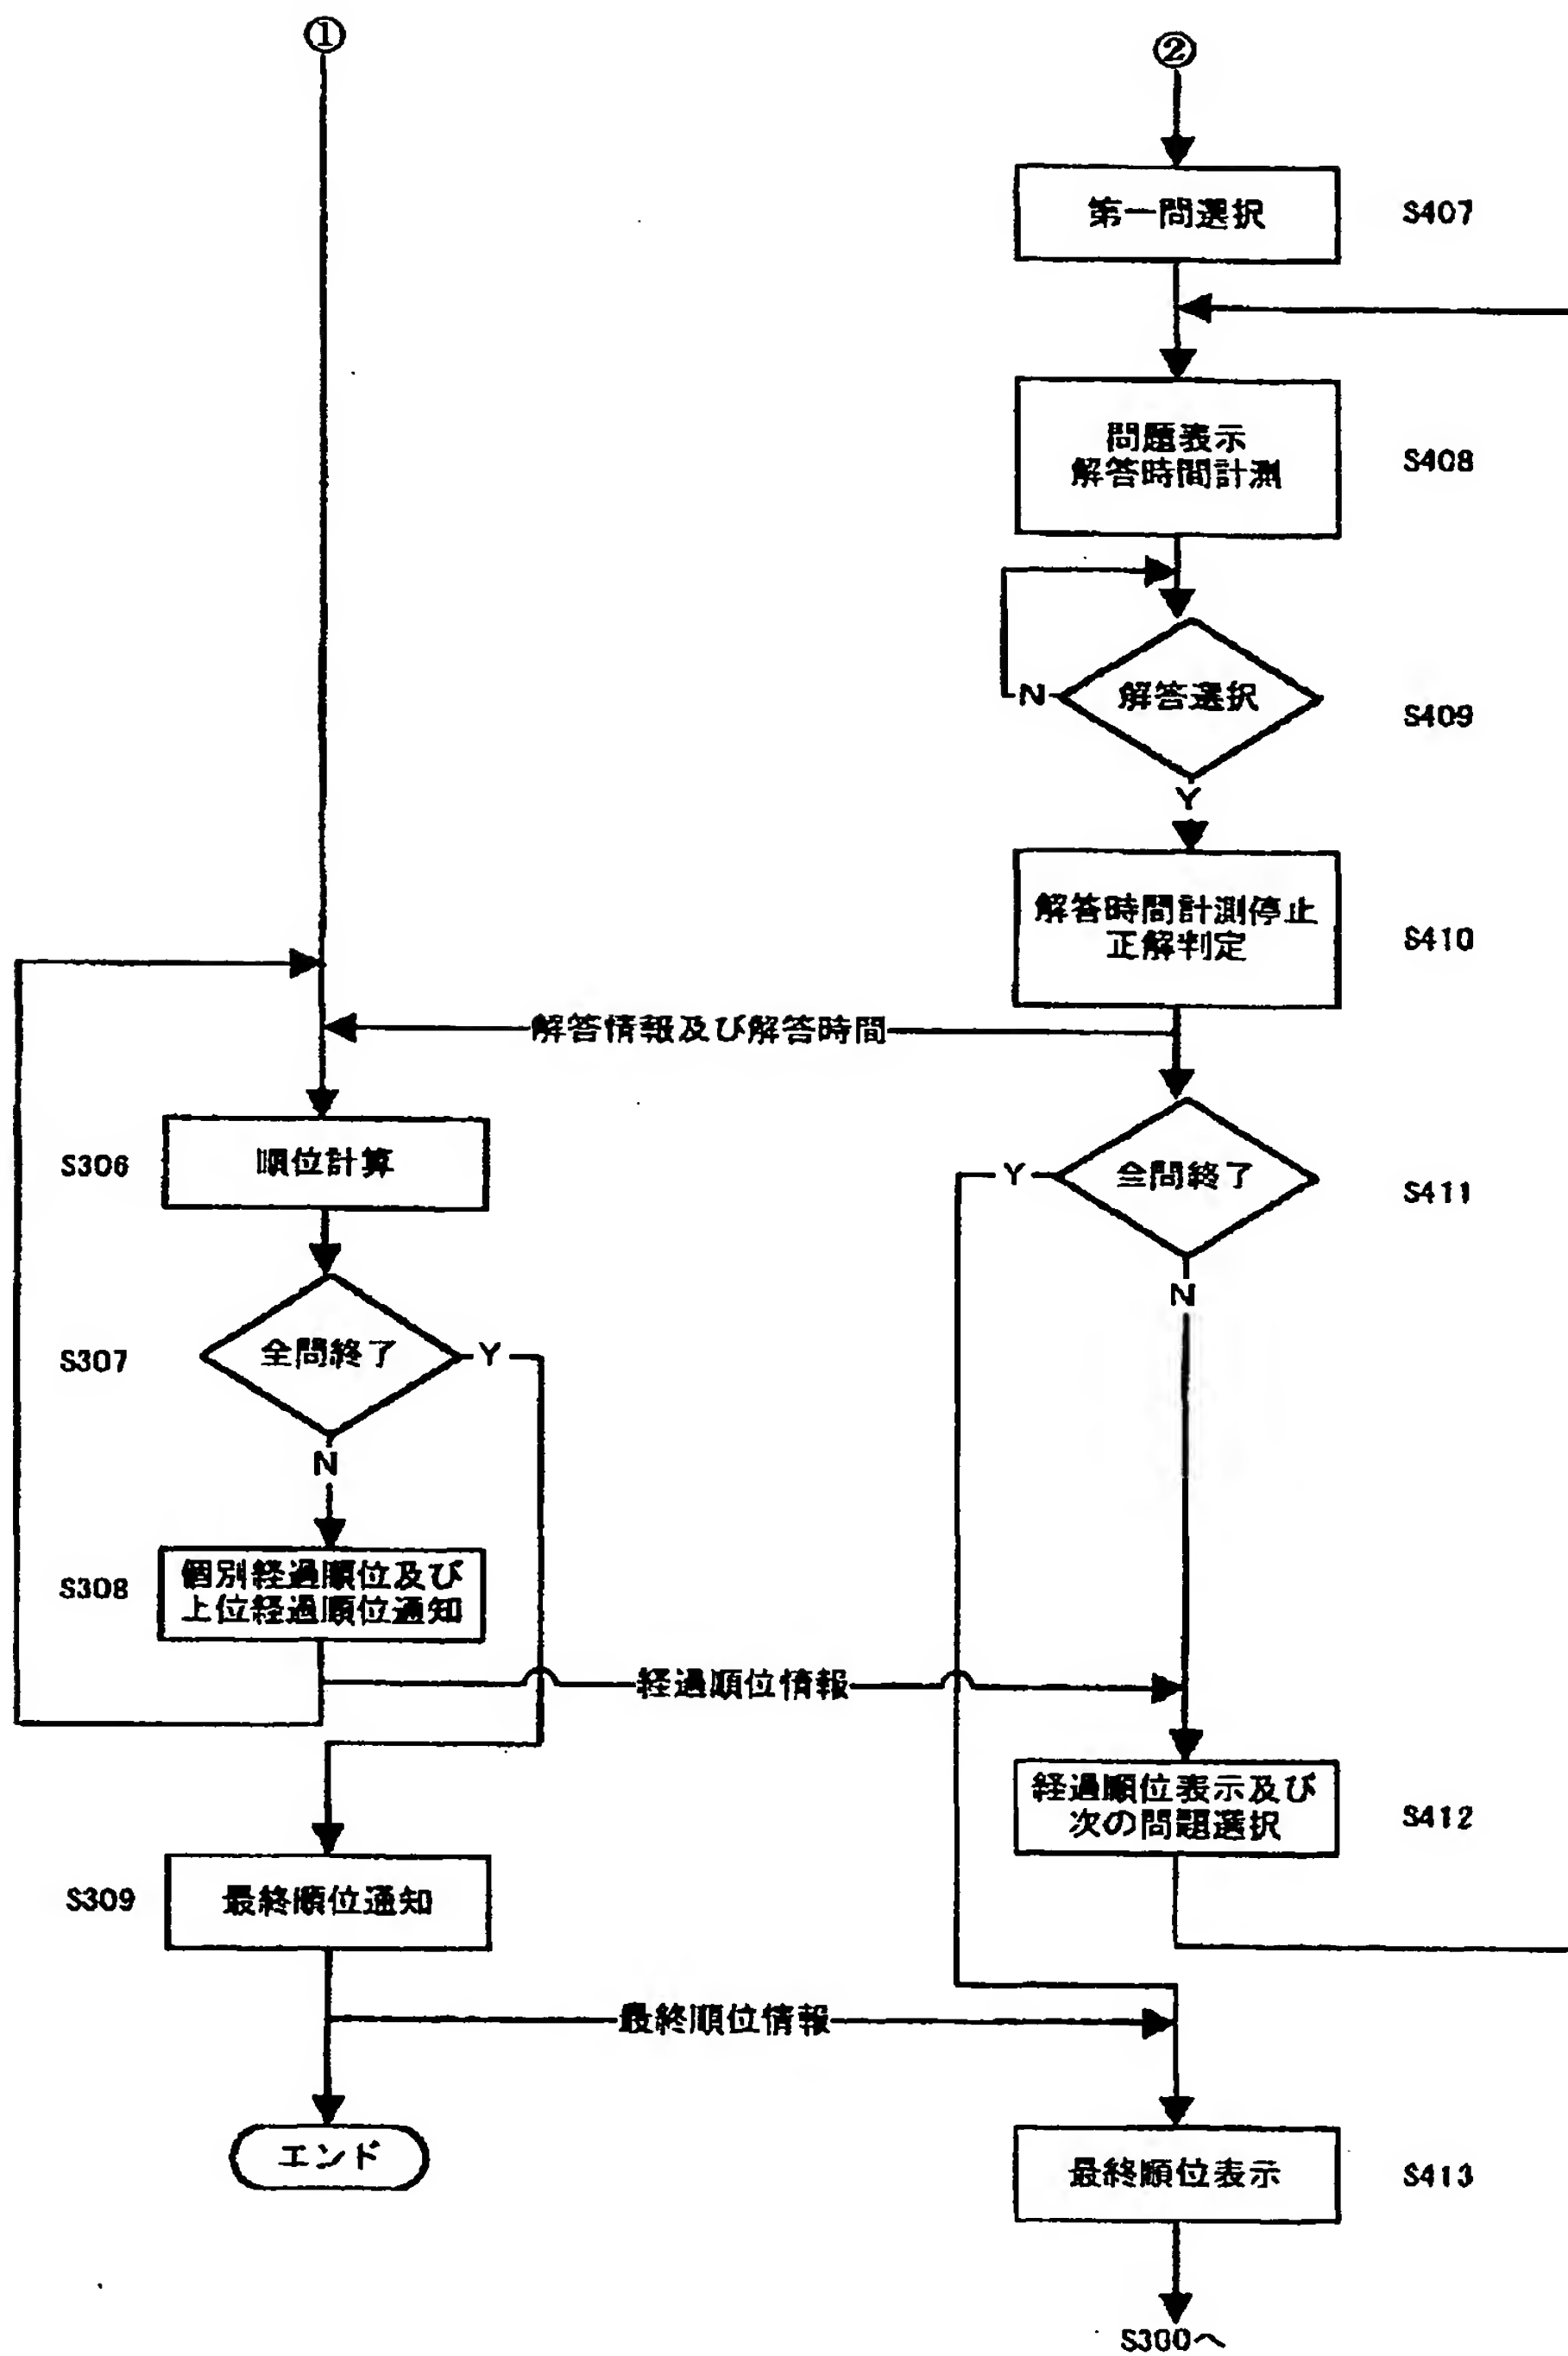 ①
②
第一問選択
S407
問題表示
解答時間計測
S408
N
解答選択
S409
Y
解答時間計測停止
正解判定
S410
解答情報及び解答時間
S306
順位計算
Y
全問終了
S411
N
S307
全問終了
Y
N
S308
個別経過順位及び
上位経過順位通知
経過順位情報
経過順位表示及び
次の問題選択
S412
S309
最終順位通知
最終順位情報
エンド
最終順位表示
S413
S300へ